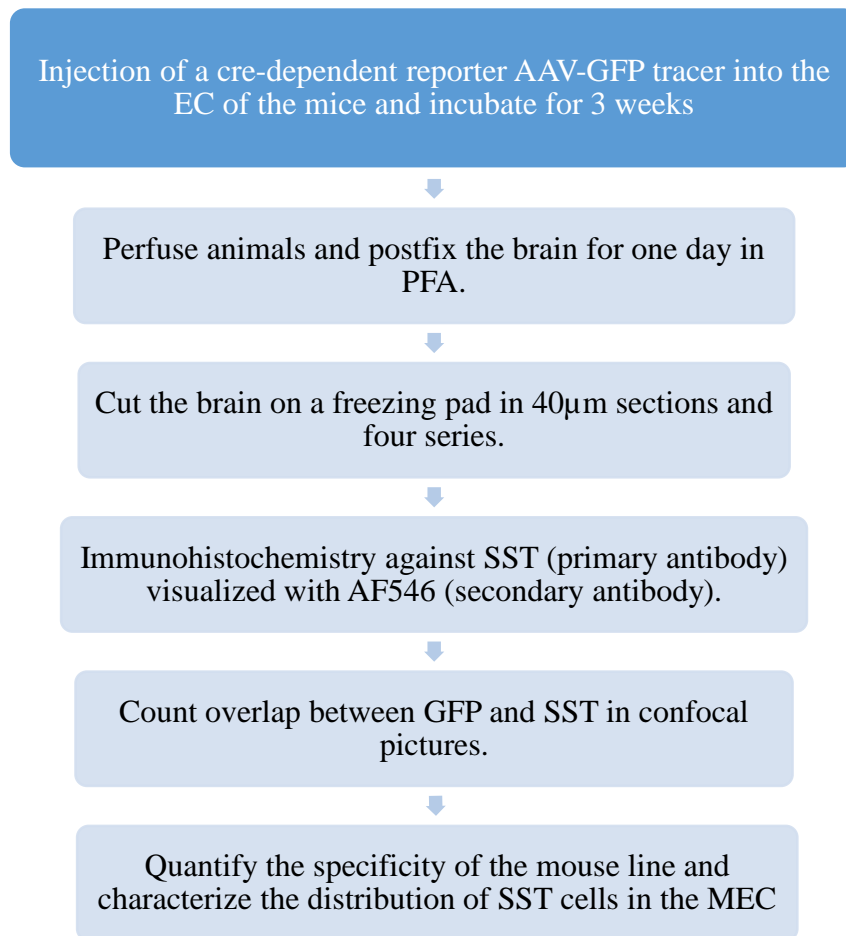 Injection of a cre-dependent reporter AAV-GFP tracer into the
EC of the mice and incubate for 3 weeks
Perfuse animals and postfix the brain for one day in
PFA.
Cut the brain on a freezing pad in 40µm sections and
four series.
Immunohistochemistry against SST (primary antibody)
visualized with AF546 (secondary antibody).
Count overlap between GFP and SST in confocal
pictures.
Quantify the specificity of the mouse line and
characterize the distribution of SST cells in the MEC